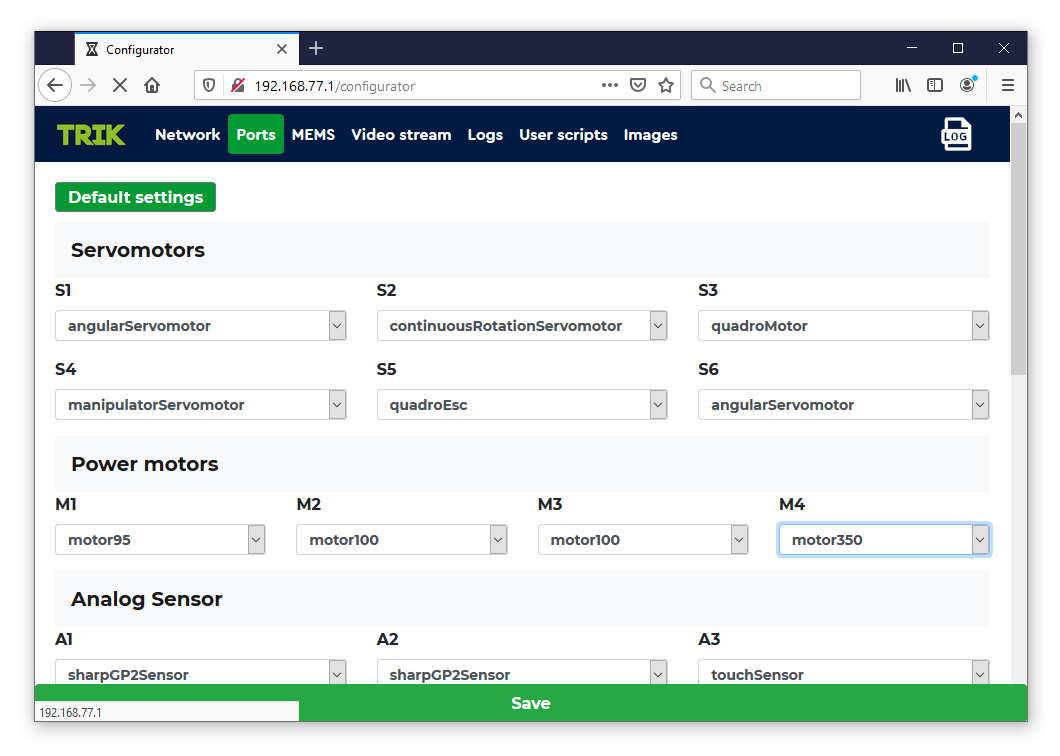 Configurator
192.168.77.1/configurator
Search
TRIK Network Ports MEMS Video stream Logs User scripts Images LOG
Default settings
Servomotors
S1 S2 S3
angularServomotor continuousRotationServomotor quadroMotor
S4 S5 S6
manipulatorServomotor quadroEsc angularServomotor
Power motors
M1 M2 M3 M4
motor95 motor100 motor100 motor350
Analog Sensor
A1 A2 A3
sharpGP2Sensor sharpGP2Sensor touchSensor
Save
192.168.77.1